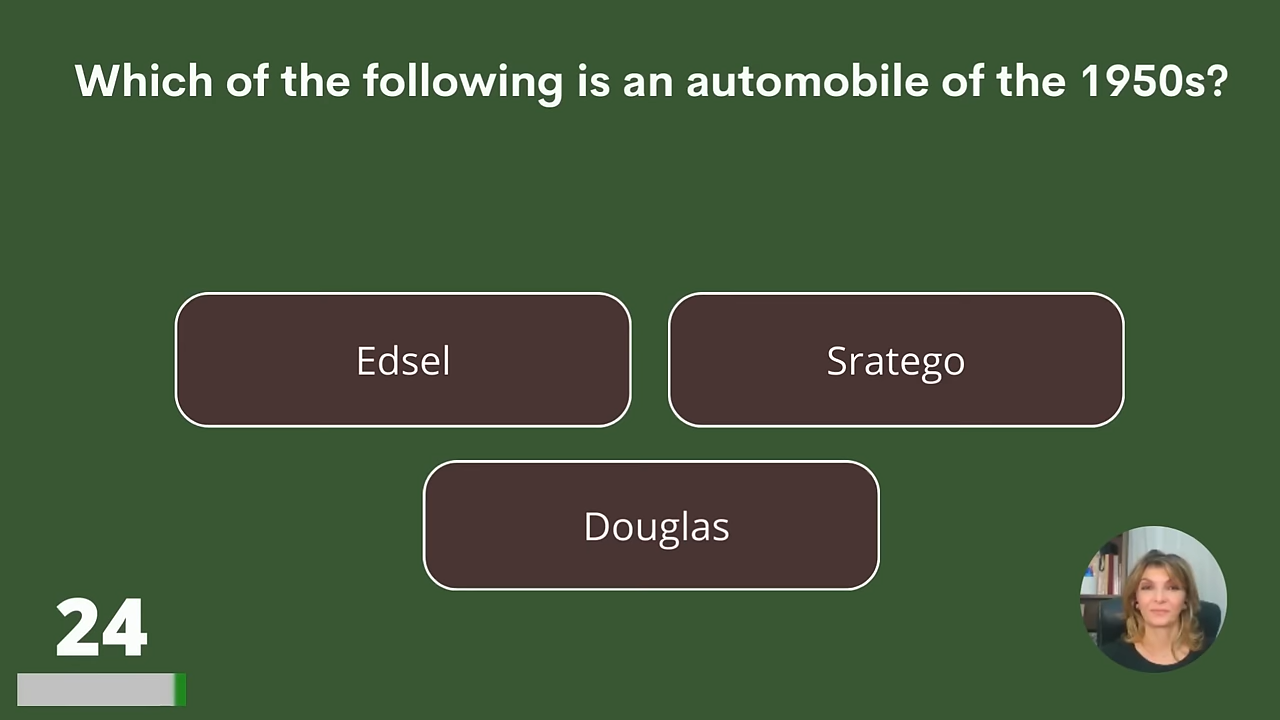 Which of the following is an automobile of the 1950s?
Edsel
Sratego
Douglas
24